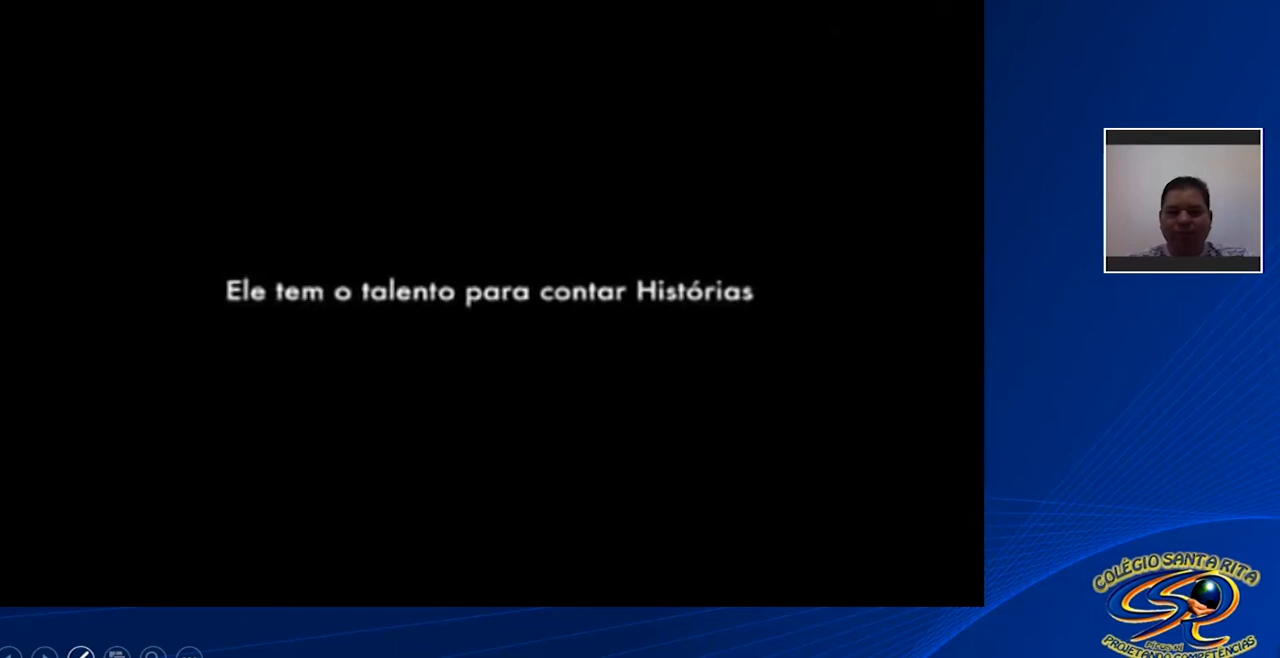 Ele tem o talento para contar Histórias
COLÉGIO SANTA RITA
PROJETANDO COMPETÊNCIAS